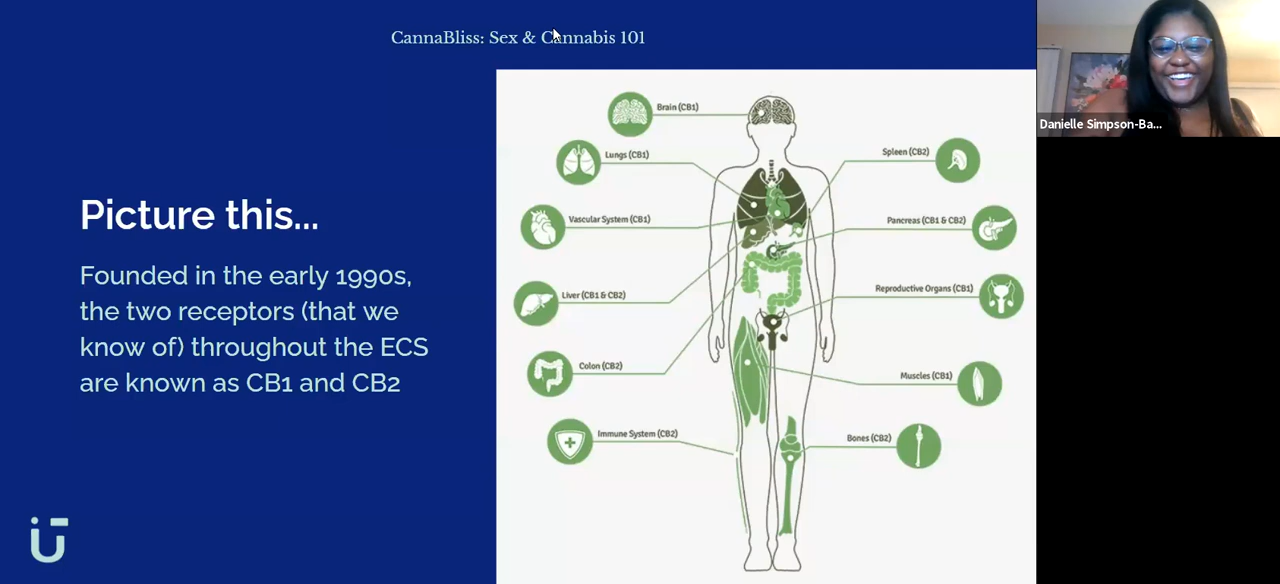 CannaBliss: Sex & Cannabis 101
Danielle Simpson-Ba...
Picture this...
Founded in the early 1990s,
the two receptors (that we
know of) throughout the ECS
are known as CB1 and CB2
Brain (CB1)
Lungs (CB1)
Vascular System (CB1)
Liver (CB1 & CB2)
Colon (CB2)
Immune System (CB2)
Spleen (CB2)
Pancreas (CB1 & CB2)
Reproductive Organs (CB1)
Muscles (CB1)
Bones (CB2)